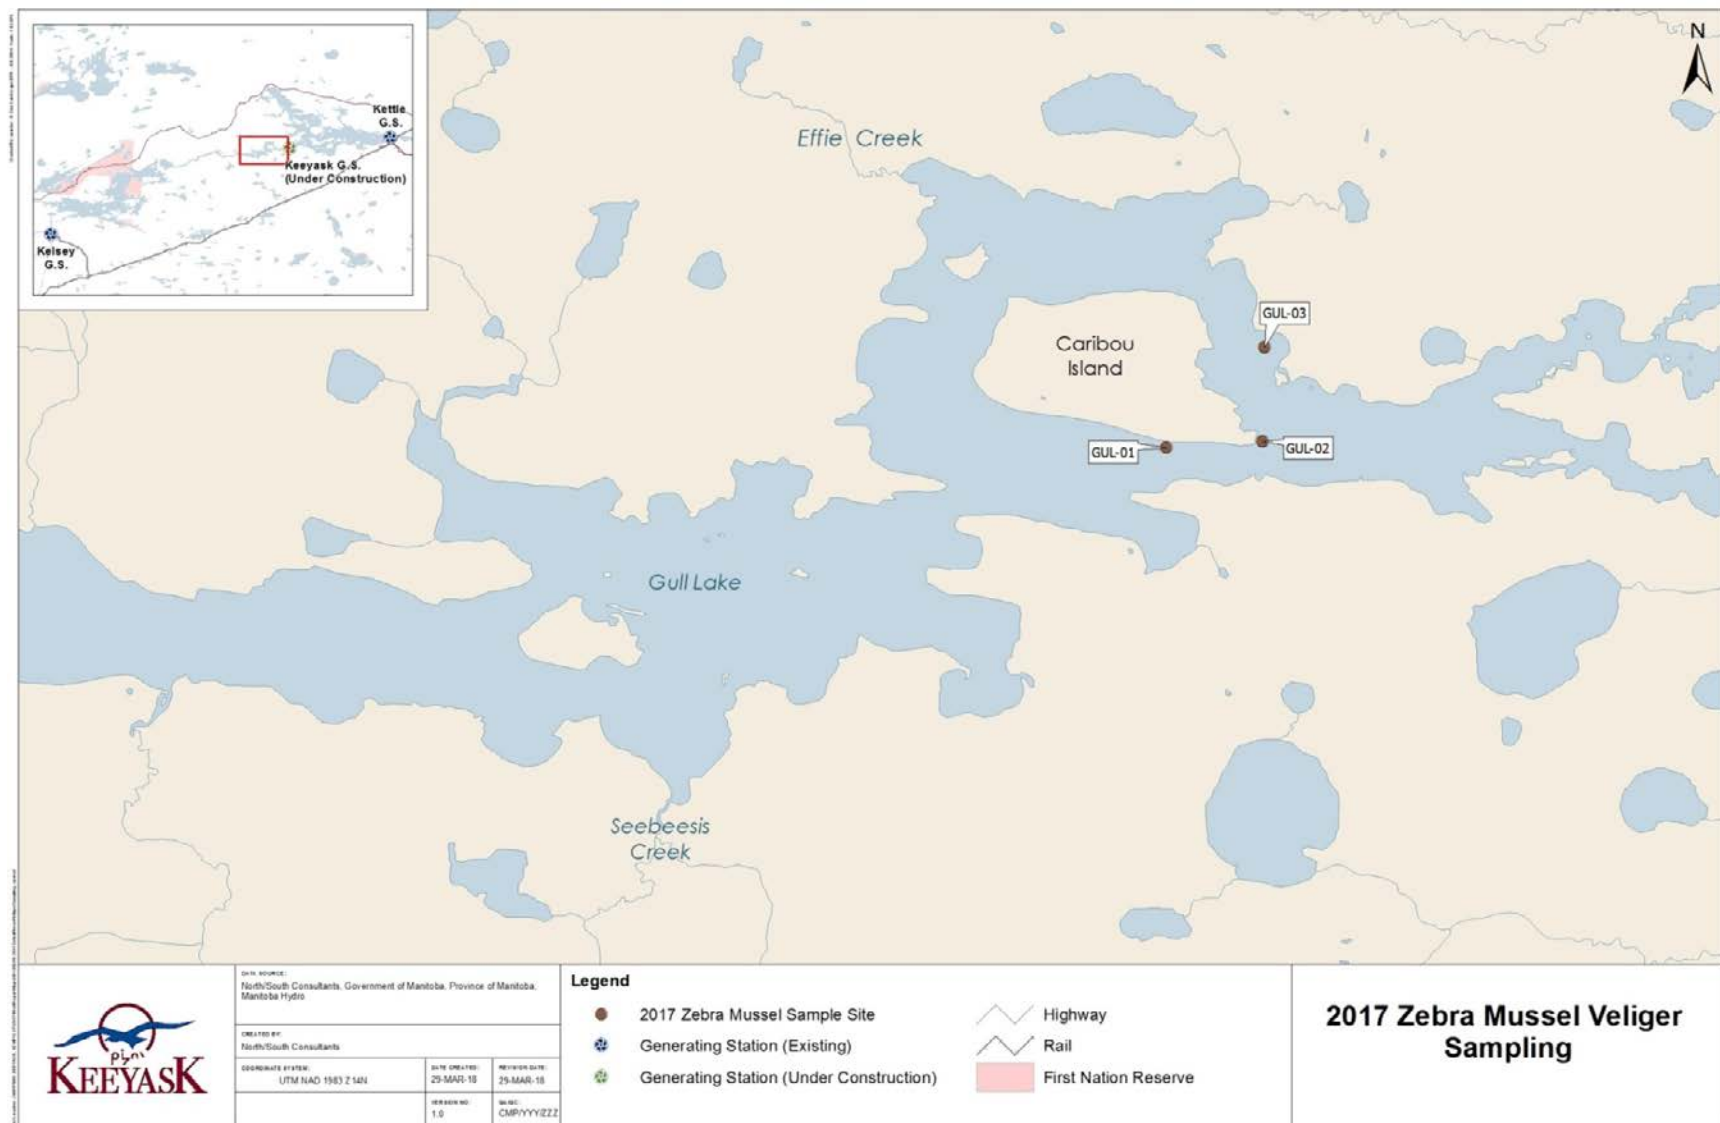 N
Kettle
G.S.
Keeyask G.S.
(Under Construction)
Kelsey
G.S.
Effie Creek
GUL-03
Caribou
Island
GUL-01
GUL-02
Gull Lake
Seebeesis
Creek
KEEYASK
DATA SOURCE:
North/South Consultants, Government of Manitoba, Province of Manitoba,
Manitoba Hydro
CREATED BY:
North/South Consultants
COORDINATE SYSTEM:
UTM NAD 1983 Z 14N
DATE CREATED:
29-MAR-18
REVISION DATE:
29-MAR-18
VERSION NO:
1.0
Legend
2017 Zebra Mussel Sample Site
Generating Station (Existing)
Generating Station (Under Construction)
Highway
Rail
First Nation Reserve
2017 Zebra Mussel Veliger
Sampling